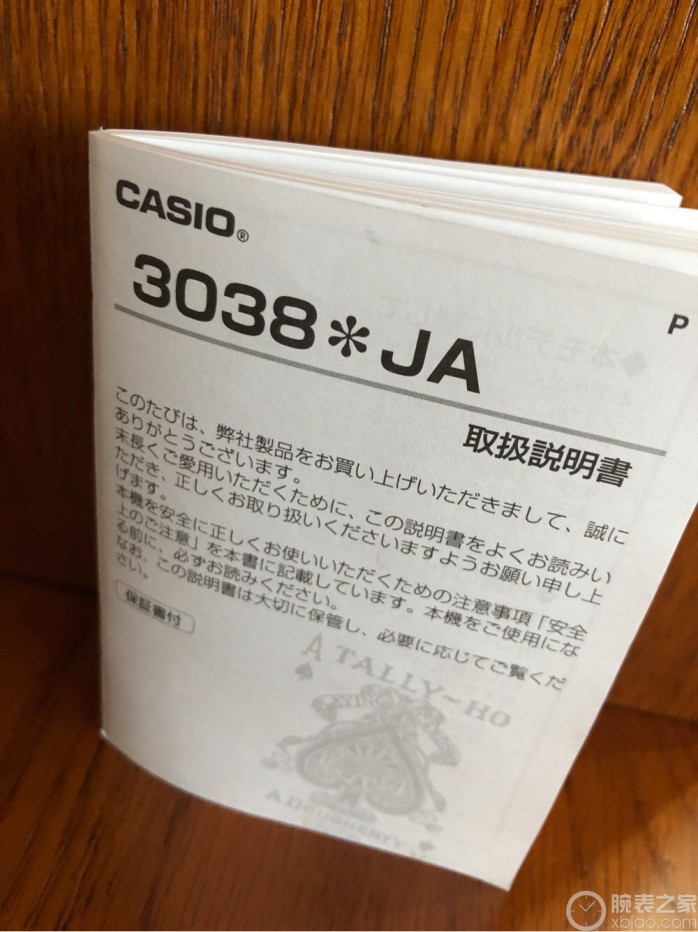 CASIO®
3038*JA
P
取扱説明書
このたびは、弊社製品をお買い上げいただきまして、誠に
ありがとうございます。
末長くご愛用いただくために、この説明書をよくお読みい
ただき、正しくお取り扱いくださいますようお願い申し上
げます。
本機を安全に正しくお使いいただくための注意事項「安全
上のご注意」を本書に記載しています。本機をご使用にな
る前に、必ずお読みください。
なお、この説明書は大切に保管し、必要に応じてご覧くだ
さい。
保証書付
A TALLY-HO
腕表之家
xbiao.com